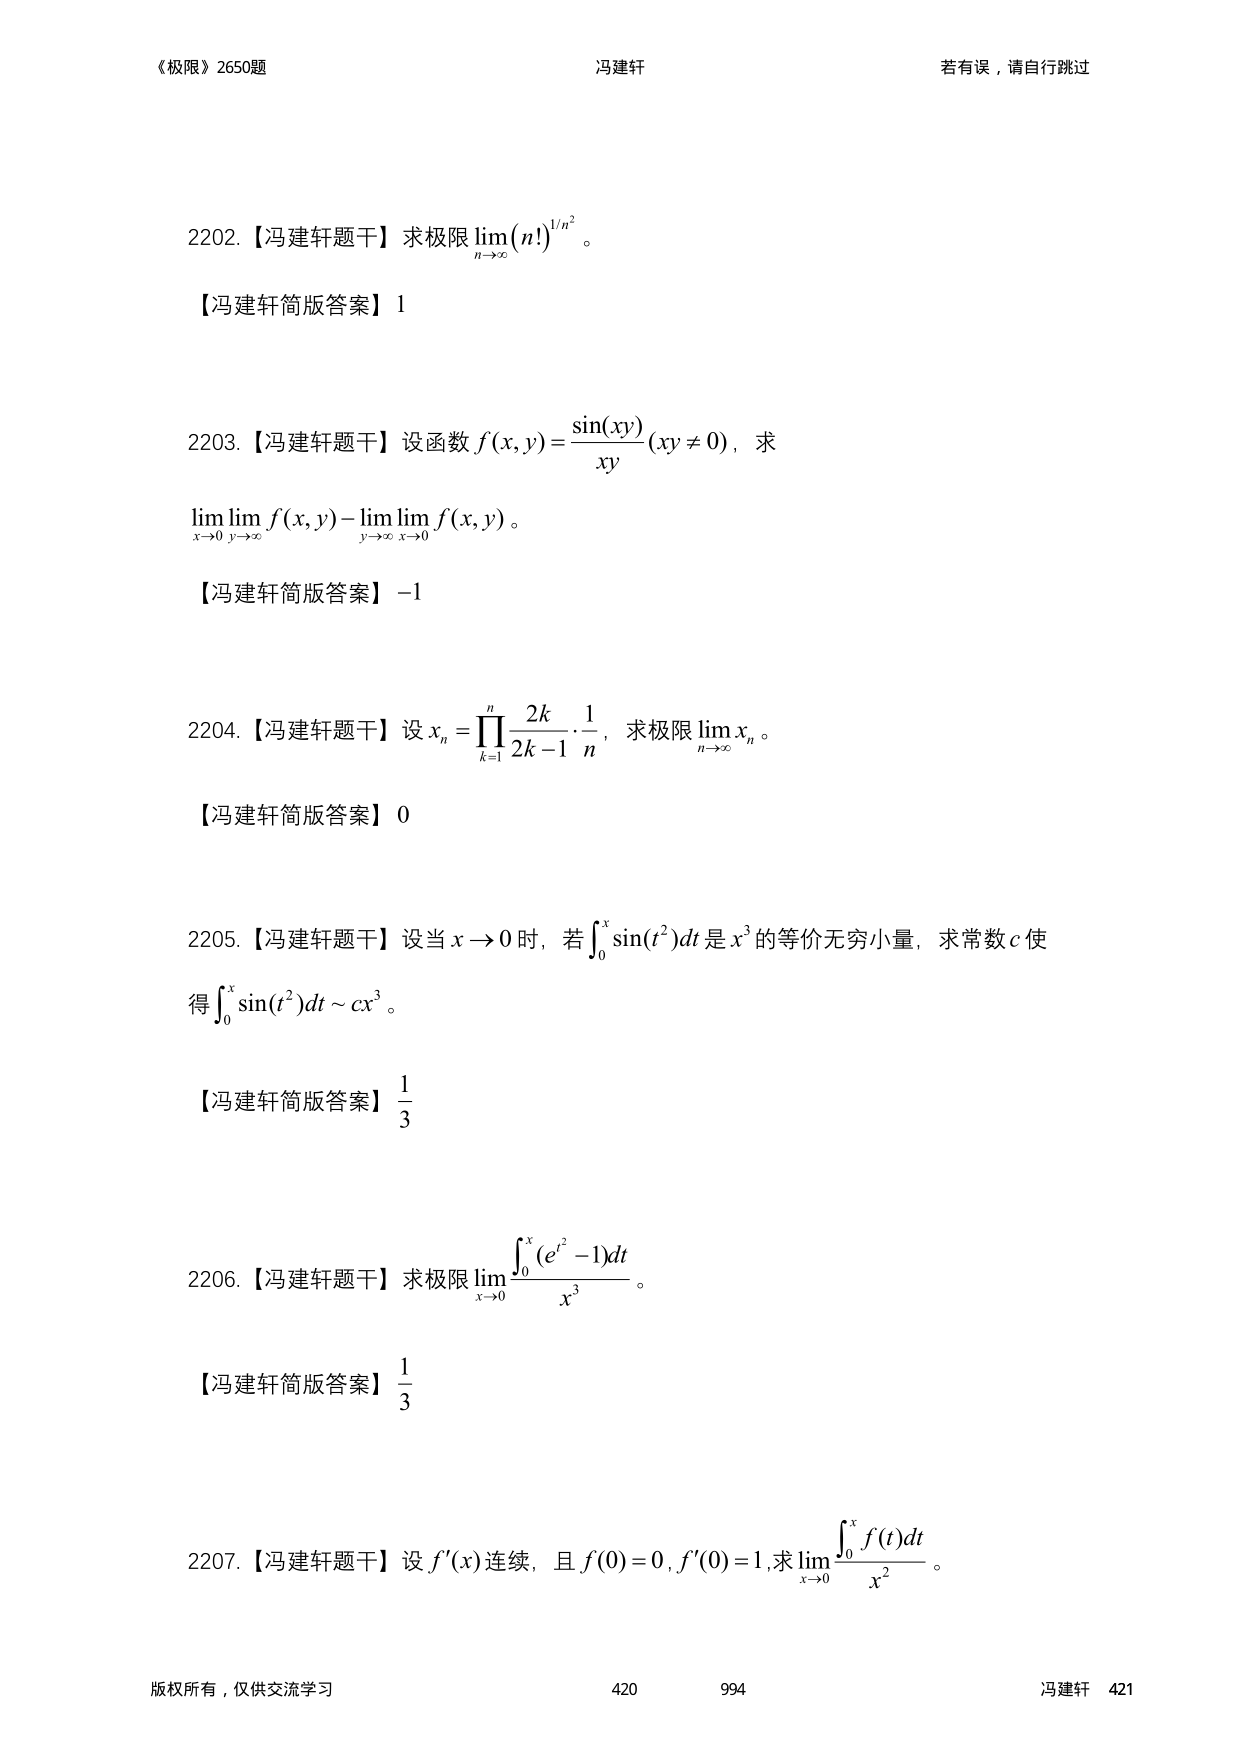 《极限》2650题 冯建轩 若有误，请自行跳过
2202.【冯建轩题干】求极限 lim_{n→∞} (n!)^{1/n²} 。
【冯建轩简版答案】 1
2203.【冯建轩题干】设函数 f(x, y) = sin(xy)/xy (xy ≠ 0)，求
lim_{x→0} lim_{y→∞} f(x, y) − lim_{y→∞} lim_{x→0} f(x, y) 。
【冯建轩简版答案】 −1
2204.【冯建轩题干】设 x_n = ∏_{k=1}^{n} 2k/(2k−1) · 1/n，求极限 lim_{n→∞} x_n 。
【冯建轩简版答案】 0
2205.【冯建轩题干】设当 x → 0 时，若 ∫_0^x sin(t²)dt 是 x³ 的等价无穷小量，求常数 c 使
得 ∫_0^x sin(t²)dt ~ cx³ 。
【冯建轩简版答案】 1/3
2206.【冯建轩题干】求极限 lim_{x→0} ∫_0^x (e^{t²} − 1)dt / x³ 。
【冯建轩简版答案】 1/3
2207.【冯建轩题干】设 f′(x) 连续，且 f(0) = 0 , f′(0) = 1 ,求 lim_{x→0} ∫_0^x f(t)dt / x² 。
版权所有，仅供交流学习 420 994 冯建轩 421